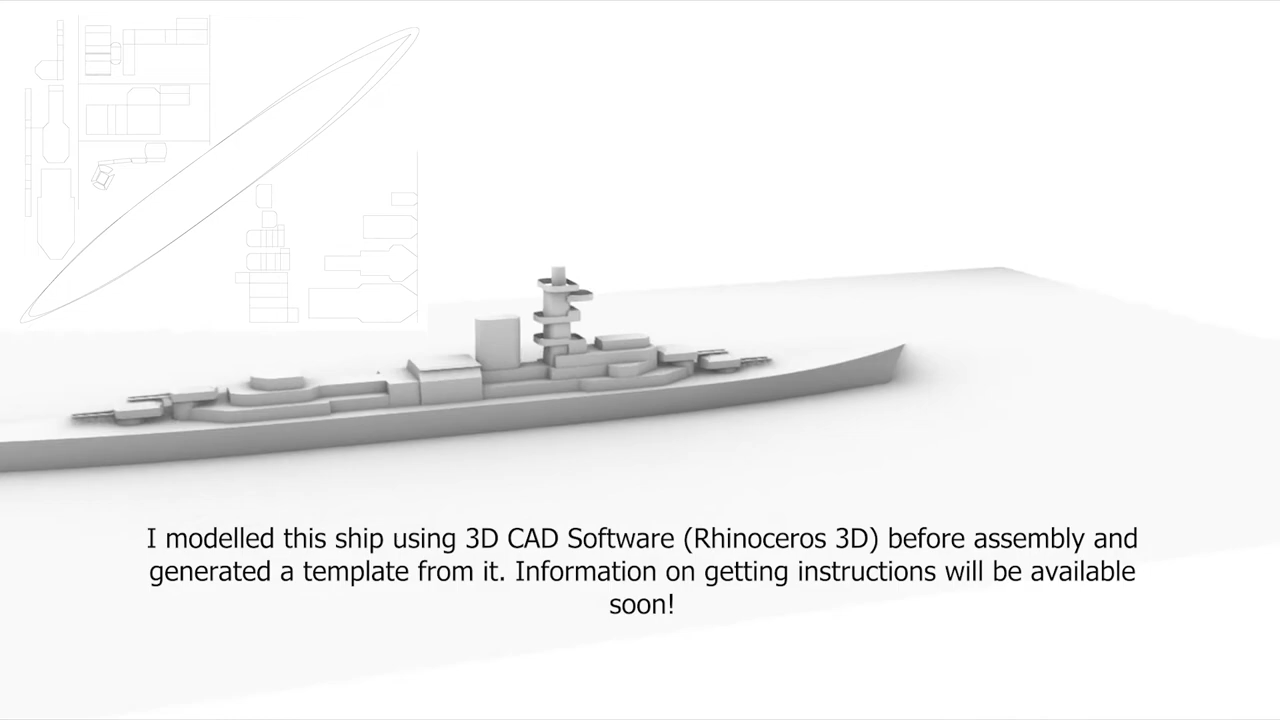 I modelled this ship using 3D CAD Software (Rhinoceros 3D) before assembly and
generated a template from it. Information on getting instructions will be available
soon!